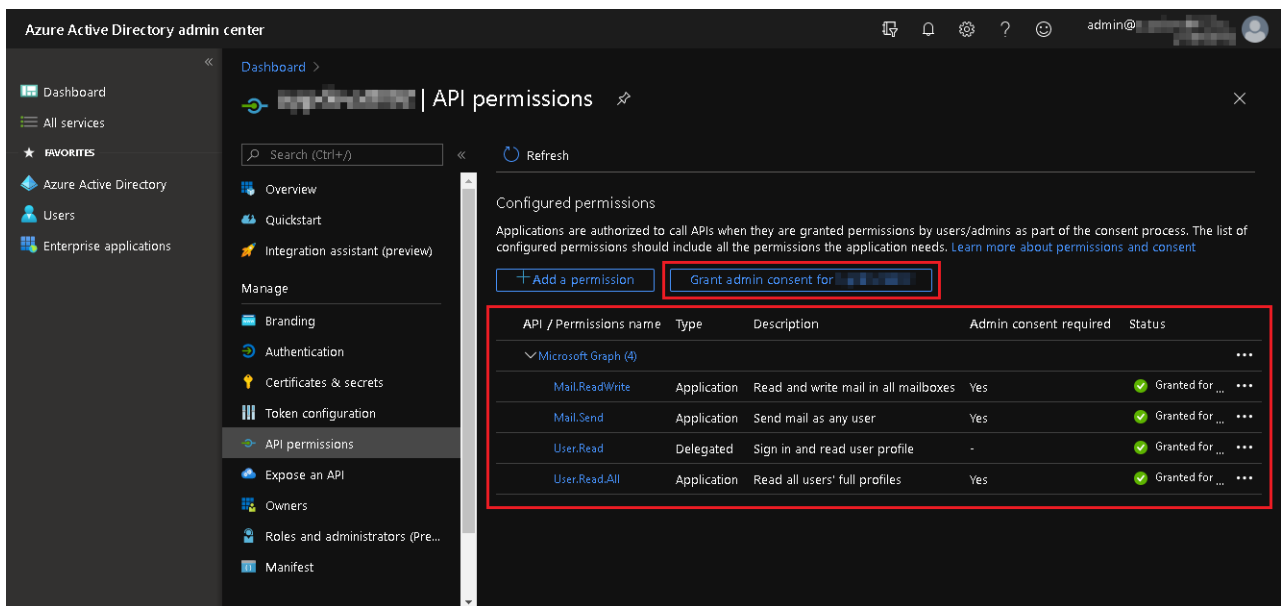 Azure Active Directory admin center
admin@
Dashboard
All services
FAVORITES
Azure Active Directory
Users
Enterprise applications
Dashboard >
| API permissions
Search (Ctrl+/)
Overview
Quickstart
Integration assistant (preview)
Manage
Branding
Authentication
Certificates & secrets
Token configuration
API permissions
Expose an API
Owners
Roles and administrators (Pre...
Manifest
Refresh
Configured permissions
Applications are authorized to call APIs when they are granted permissions by users/admins as part of the consent process. The list of
configured permissions should include all the permissions the application needs. Learn more about permissions and consent
+ Add a permission
Grant admin consent for
API / Permissions name Type Description Admin consent required Status
Microsoft Graph (4) ...
Mail.ReadWrite Application Read and write mail in all mailboxes Yes Granted for ... ...
Mail.Send Application Send mail as any user Yes Granted for ... ...
User.Read Delegated Sign in and read user profile - Granted for ... ...
User.Read.All Application Read all users' full profiles Yes Granted for ... ...